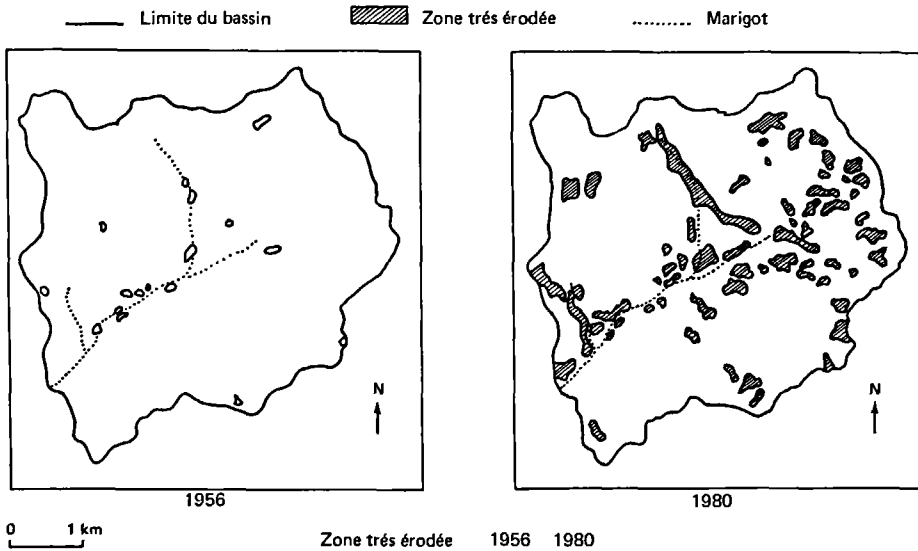 Limite du bassin Zone trés érodée Marigot
N N
1956 1980
0 1 km
Zone trés érodée 1956 1980